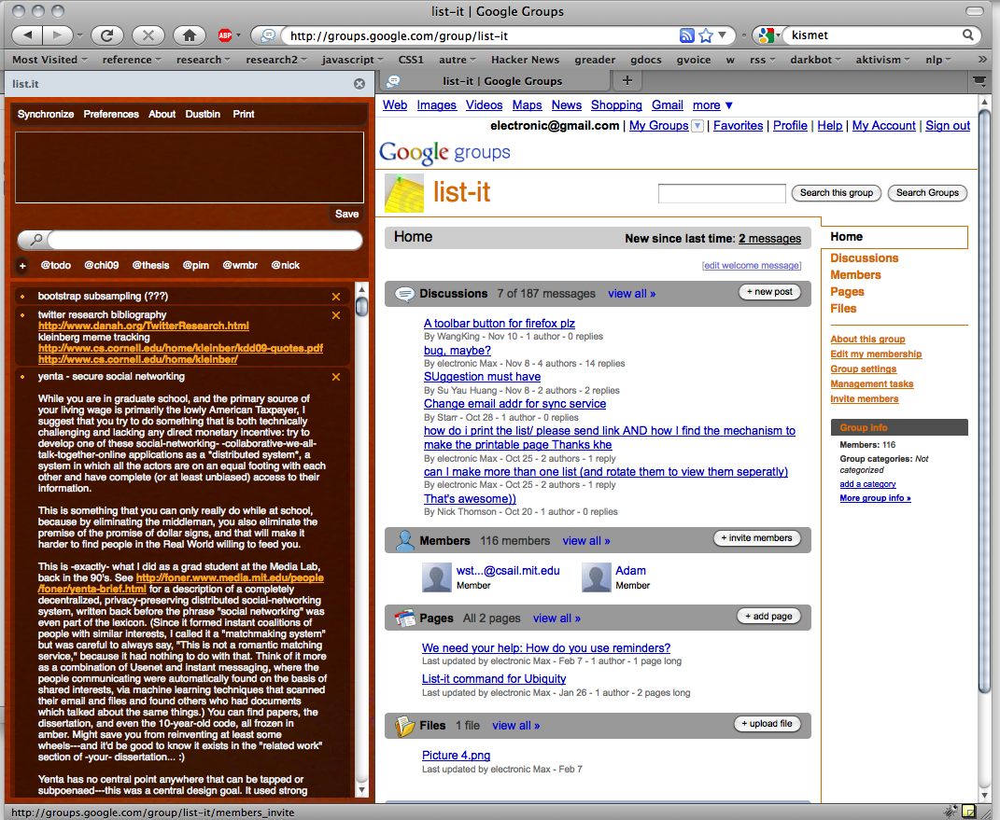 list-it | Google Groups
ABP
http://groups.google.com/group/list-it
kismet
Most Visited reference research research2 javascript CSS1 autre Hacker News greader gdocs gvoice w rss darkbot aktivism nlp »
list.it
list-it | Google Groups
+
Synchronize Preferences About Dustbin Print
Save
+ @todo @chi09 @thesis @pim @wmbr @nick
bootstrap subsampling (???)
twitter research bibliography
http://www.danah.org/TwitterResearch.html
kleinberg meme tracking
http://www.cs.cornell.edu/home/kleinber/kdd09-quotes.pdf
http://www.cs.cornell.edu/home/kleinber/
yenta - secure social networking
While you are in graduate school, and the primary source of
your living wage is primarily the lowly American Taxpayer, I
suggest that you try to do something that is both technically
challenging and lacking any direct monetary incentive: try to
develop one of these social-networking- -collaborative-we-all-
talk-together-online applications as a "distributed system", a
system in which all the actors are on an equal footing with each
other and have complete (or at least unbiased) access to their
information.
This is something that you can only really do while at school,
because by eliminating the middleman, you also eliminate the
premise of the promise of dollar signs, and that will make it
harder to find people in the Real World willing to feed you.
This is -exactly- what I did as a grad student at the Media Lab,
back in the 90's. See http://foner.www.media.mit.edu/people
/foner/yenta-brief.html for a description of a completely
decentralized, privacy-preserving distributed social-networking
system, written back before the phrase "social networking" was
even part of the lexicon. (Since it formed instant coalitions of
people with similar interests, I called it a "matchmaking system"
but was careful to always say, "This is not a romantic matching
service," because it had nothing to do with that. Think of it more
as a combination of Usenet and instant messaging, where the
people communicating were automatically found on the basis of
shared interests, via machine learning techniques that scanned
their email and files and found others who had documents
which talked about the same things.) You can find papers, the
dissertation, and even the 10-year-old code, all frozen in
amber. Might save you from reinventing at least some
wheels---and it'd be good to know it exists in the "related work"
section of -your- dissertation... :)
Yenta has no central point anywhere that can be tapped or
subpoenaed---this was a central design goal. It used strong
Web Images Videos Maps News Shopping Gmail more ▼
electronic@gmail.com | My Groups | Favorites | Profile | Help | My Account | Sign out
Google groups
list-it
Search this group Search Groups
Home New since last time: 2 messages
[edit welcome message]
Discussions 7 of 187 messages view all » + new post
A toolbar button for firefox plz
By WangKing - Nov 10 - 1 author - 0 replies
bug, maybe?
By electronic Max - Nov 8 - 4 authors - 14 replies
SUggestion must have
By Su Yau Huang - Nov 8 - 2 authors - 2 replies
Change email addr for sync service
By Starr - Oct 28 - 1 author - 0 replies
how do i print the list/ please send link AND how I find the mechanism to
make the printable page Thanks khe
By electronic Max - Oct 25 - 2 authors - 1 reply
can I make more than one list (and rotate them to view them seperatly)
By electronic Max - Oct 25 - 2 authors - 1 reply
That's awesome))
By Nick Thomson - Oct 20 - 1 author - 0 replies
Members 116 members view all » + invite members
wst...@csail.mit.edu
Member
Adam
Member
Pages All 2 pages view all » + add page
We need your help: How do you use reminders?
Last updated by electronic Max - Feb 7 - 1 author - 1 page long
List-it command for Ubiquity
Last updated by electronic Max - Jan 26 - 1 author - 2 pages long
Files 1 file view all » + upload file
Picture 4.png
Last updated by electronic Max - Feb 7
Home
Discussions
Members
Pages
Files
About this group
Edit my membership
Group settings
Management tasks
Invite members
Group info
Members: 116
Group categories: Not
categorized
add a category
More group info »
http://groups.google.com/group/list-it/members_invite